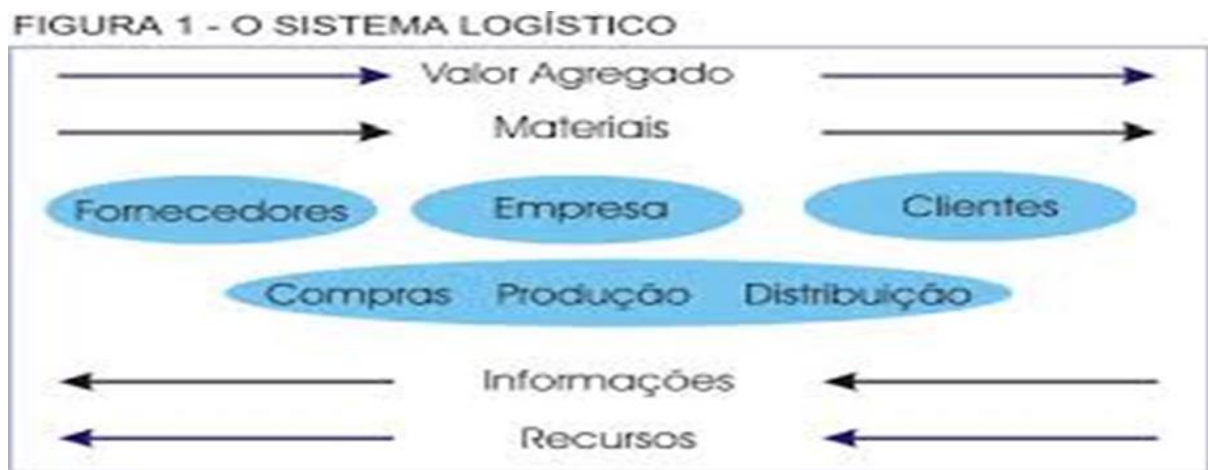 FIGURA 1 - O SISTEMA LOGÍSTICO
Valor Agregado
Materiais
Fornecedores Empresa Clientes
Compras Produção Distribuição
Informações
Recursos